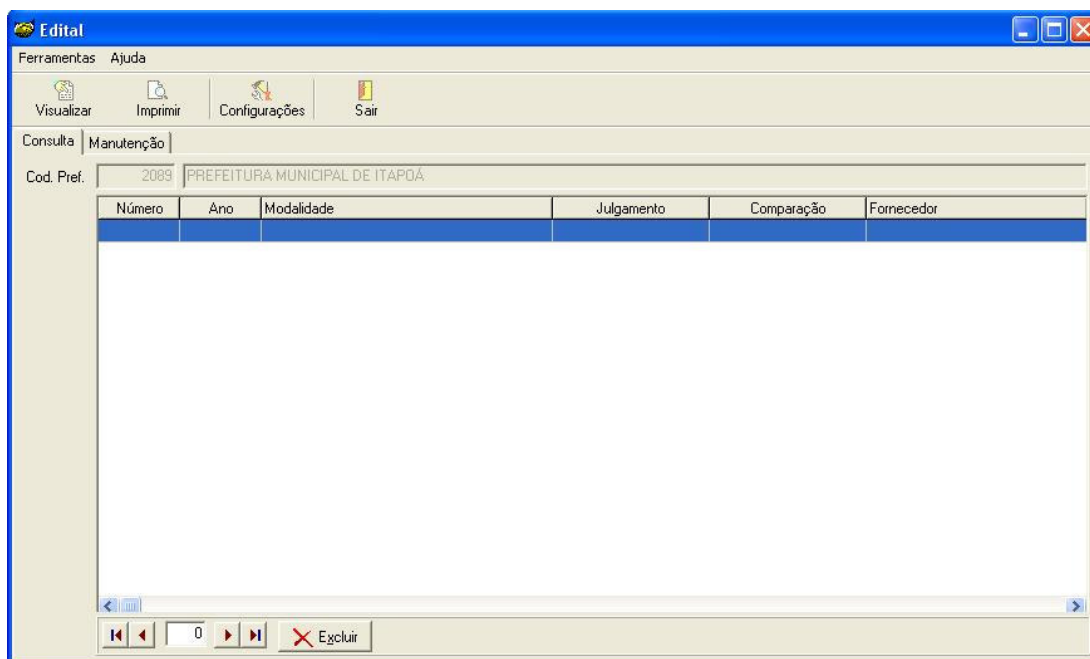 Edital
Ferramentas Ajuda
Visualizar Imprimir Configurações Sair
Consulta Manutenção
Cod. Pref. 2089 PREFEITURA MUNICIPAL DE ITAPOÁ
Número Ano Modalidade Julgamento Comparação Fornecedor
0 Excluir